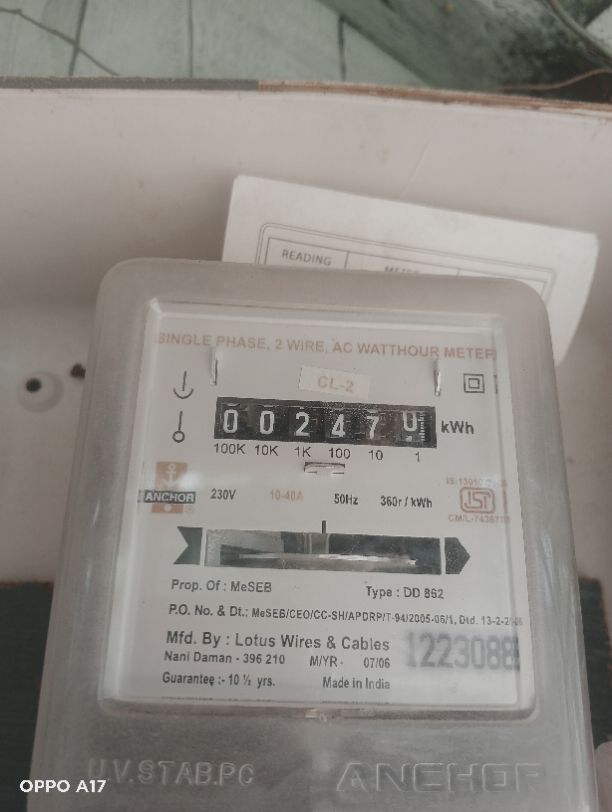 READING
SINGLE PHASE, 2 WIRE, AC WATTHOUR METER
CL-2
0 0 2 4 7 0 kWh
100K 10K 1K 100 10 1
ANCHOR 230V 10-40A 50Hz 360r / kWh
Prop. Of : MeSEB Type : DD 862
P.O. No. & Dt.: MeSEB/CEO/CC-SH/APDRP/T-94/2005-06/1, Dtd. 13-2-
Mfd. By : Lotus Wires & Cables
Nani Daman - 396 210 M/YR - 07/06
Guarantee :- 10 ½ yrs. Made in India
U.V.STAB.PC ANCHOR
OPPO A17